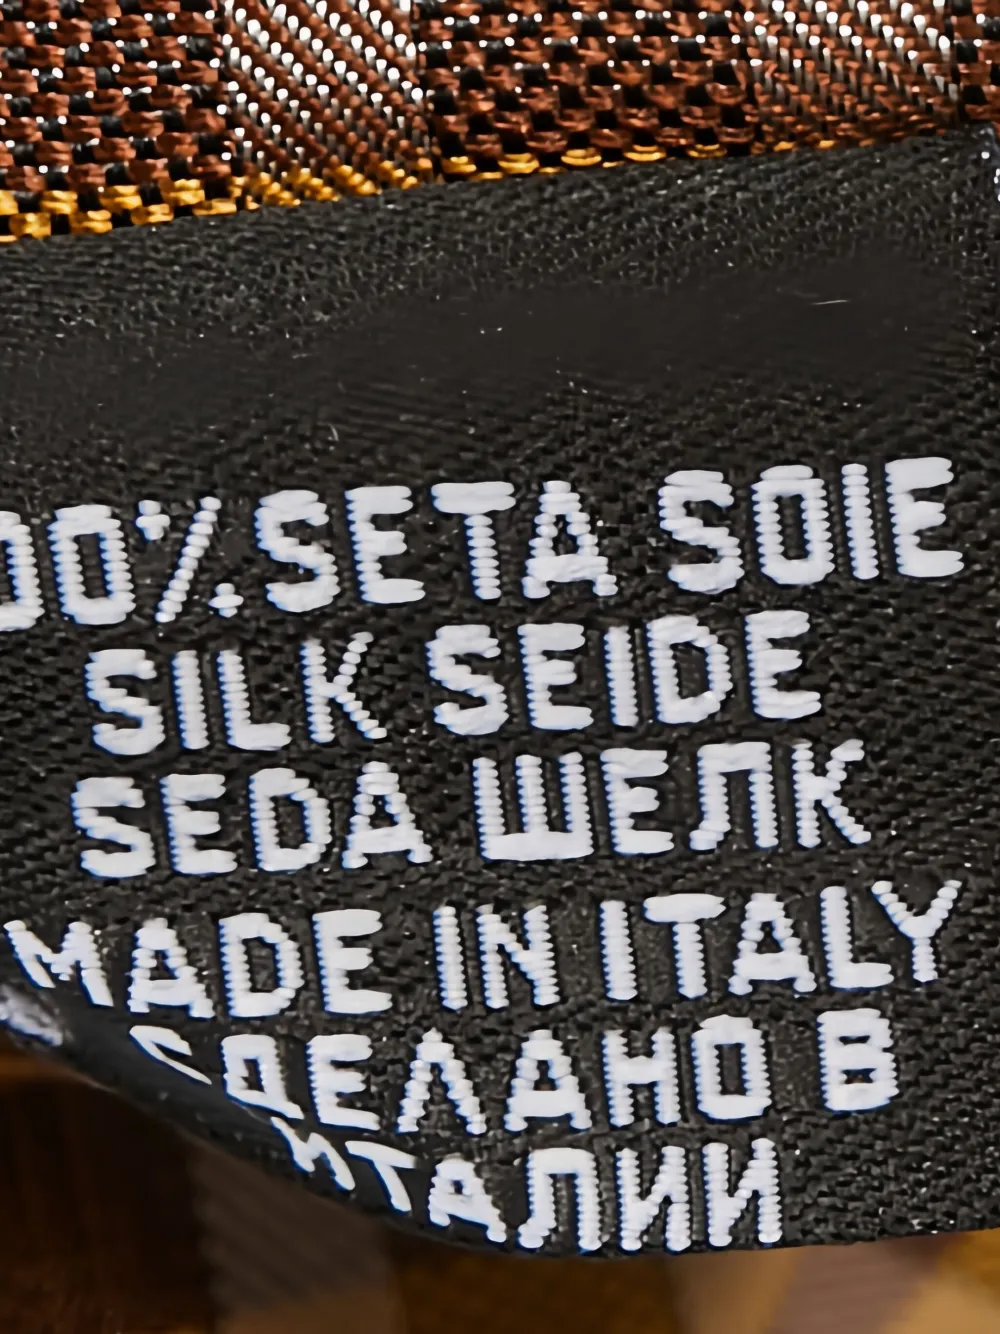 00% SETA SOIE
SILK SEIDE
SEDA ШЕЛК
MADE IN ITALY
СДЕЛАНО В
ИТАЛИИ